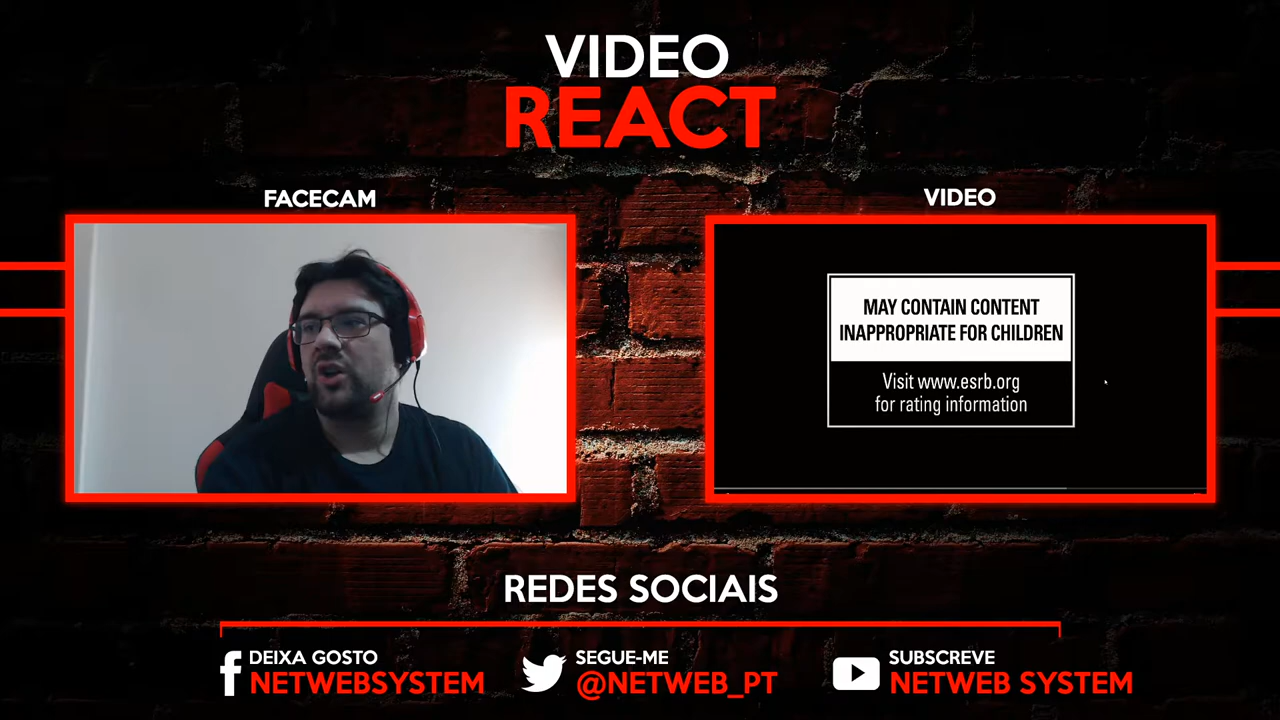 VIDEO
REACT
FACECAM
VIDEO
MAY CONTAIN CONTENT
INAPPROPRIATE FOR CHILDREN
Visit www.esrb.org
for rating information
REDES SOCIAIS
DEIXA GOSTO
NETWEBSYSTEM
SEGUE-ME
@NETWEB_PT
SUBSCREVE
NETWEB SYSTEM